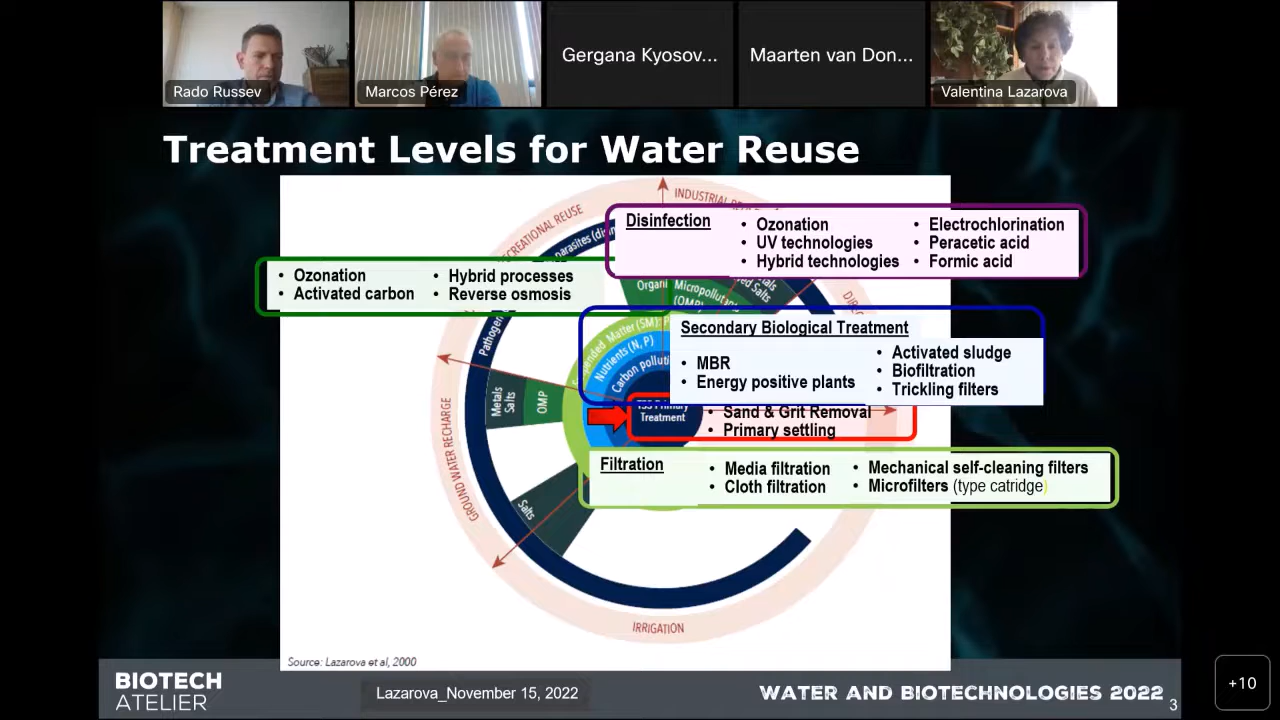 Rado Russev
Marcos Pérez
Gergana Kyosov...
Maarten van Don...
Valentina Lazarova
Treatment Levels for Water Reuse
INDUSTRIAL
RECREATIONAL REUSE
Disinfection
• Ozonation
• UV technologies
• Hybrid technologies
• Electrochlorination
• Peracetic acid
• Formic acid
• Ozonation
• Activated carbon
• Hybrid processes
• Reverse osmosis
Salts
(OMP)
Nutrients (N, P)
Secondary Biological Treatment
• MBR
• Energy positive plants
• Activated sludge
• Biofiltration
• Trickling filters
Metals
Salts
OMP
Treatment
• Sand & Grit Removal
• Primary settling
GROUND WATER RECHARGE
Filtration
• Media filtration
• Cloth filtration
• Mechanical self-cleaning filters
• Microfilters (type catridge)
Salts
IRRIGATION
Source: Lazarova et al, 2000
BIOTECH
ATELIER
Lazarova_November 15, 2022
WATER AND BIOTECHNOLOGIES 2022
3
+10